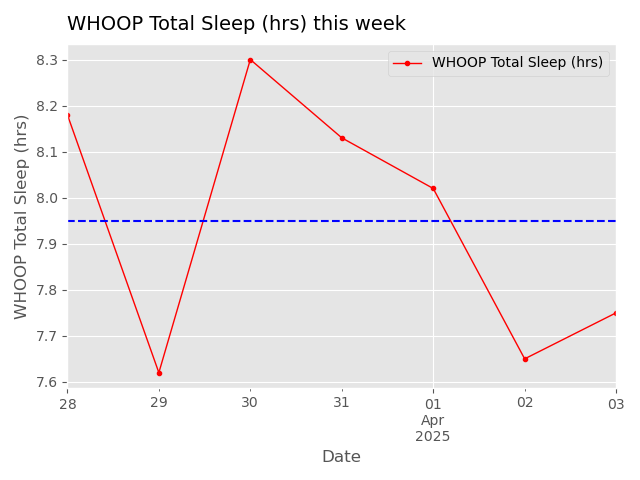 WHOOP Total Sleep (hrs) this week
WHOOP Total Sleep (hrs)
8.3
8.2
8.1
8.0
7.9
7.8
7.7
7.6
WHOOP Total Sleep (hrs)
28 29 30 31 01 02 03
Apr
2025
Date